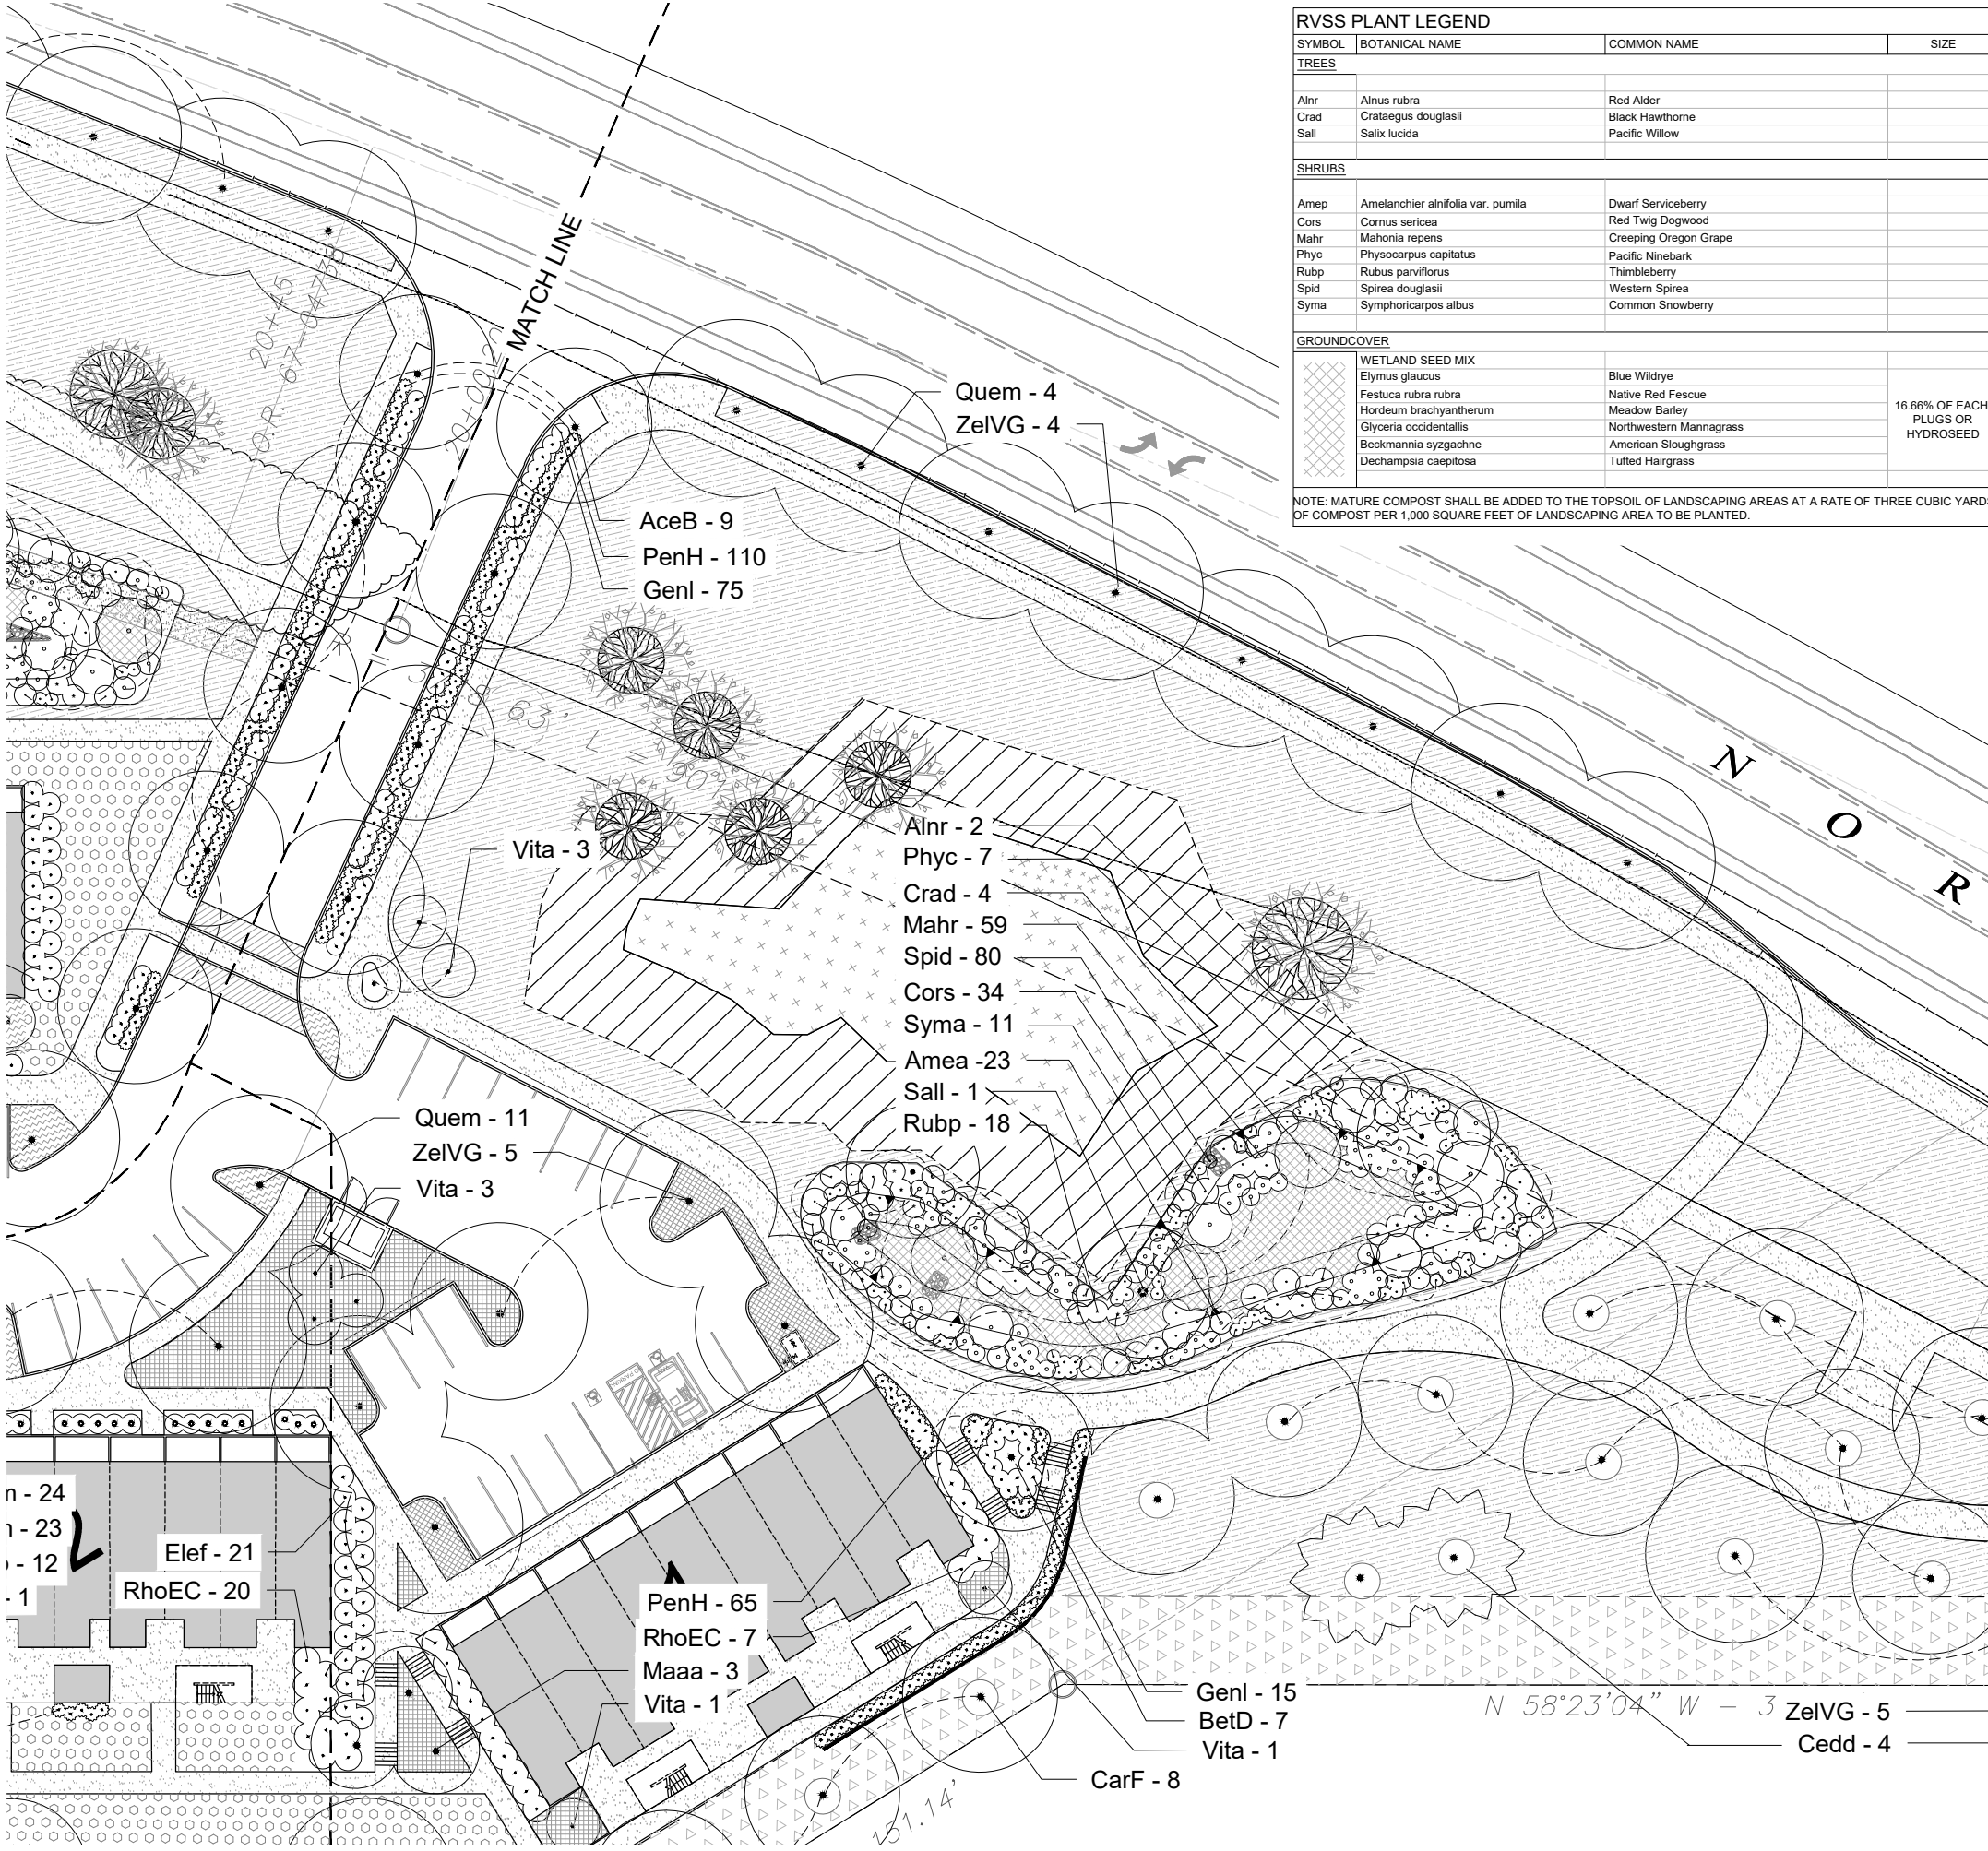 RVSS PLANT LEGEND
SYMBOL BOTANICAL NAME COMMON NAME SIZE
TREES
Alnr Alnus rubra Red Alder
Crad Crataegus douglasii Black Hawthorne
Sall Salix lucida Pacific Willow
SHRUBS
Amep Amelanchier alnifolia var. pumila Dwarf Serviceberry
Cors Cornus sericea Red Twig Dogwood
Mahr Mahonia repens Creeping Oregon Grape
Phyc Physocarpus capitatus Pacific Ninebark
Rubp Rubus parviflorus Thimbleberry
Spid Spirea douglasii Western Spirea
Syma Symphoricarpos albus Common Snowberry
GROUNDCOVER
WETLAND SEED MIX
Elymus glaucus Blue Wildrye
Festuca rubra rubra Native Red Fescue
Hordeum brachyantherum Meadow Barley
Glyceria occidentallis Northwestern Mannagrass
Beckmannia syzgachne American Sloughgrass
Dechampsia caepitosa Tufted Hairgrass
16.66% OF EACH
PLUGS OR
HYDROSEED
NOTE: MATURE COMPOST SHALL BE ADDED TO THE TOPSOIL OF LANDSCAPING AREAS AT A RATE OF THREE CUBIC YARD
OF COMPOST PER 1,000 SQUARE FEET OF LANDSCAPING AREA TO BE PLANTED.
MATCH LINE
20+45
O.R. 67-04738
Quem - 4
ZelVG - 4
AceB - 9
PenH - 110
Genl - 75
N O R
Vita - 3
Alnr - 2
Phyc - 7
Crad - 4
Mahr - 59
Spid - 80
Cors - 34
Syma - 11
Amea -23
Sall - 1
Rubp - 18
Quem - 11
ZelVG - 5
Vita - 3
- 24
- 23
- 12
- 1
Elef - 21
RhoEC - 20
PenH - 65
RhoEC - 7
Maaa - 3
Vita - 1
Genl - 15
BetD - 7
Vita - 1
CarF - 8
N 58°23'04" W - 3
ZelVG - 5
Cedd - 4
151.14'